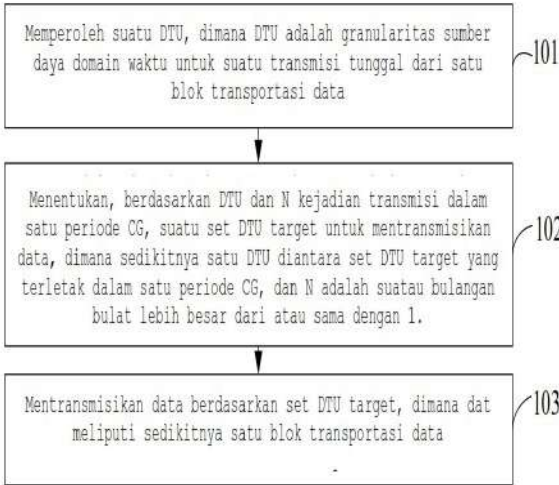 Memperoleh suatu DTU, dimana DTU adalah granularitas sumber
daya domain waktu untuk suatu transmisi tunggal dari satu
blok transportasi data
101
Menentukan, berdasarkan DTU dan N kejadian transmisi dalam
satu periode CG, suatu set DTU target untuk mentransmisikan
data, dimana sedikitnya satu DTU diantara set DTU target yang
terletak dalam satu periode CG, dan N adalah suatau bulangan
bulat lebih besar dari atau sama dengan 1.
102
Mentransmisikan data berdasarkan set DTU target, dimana dat
meliputi sedikitnya satu blok transportasi data
103